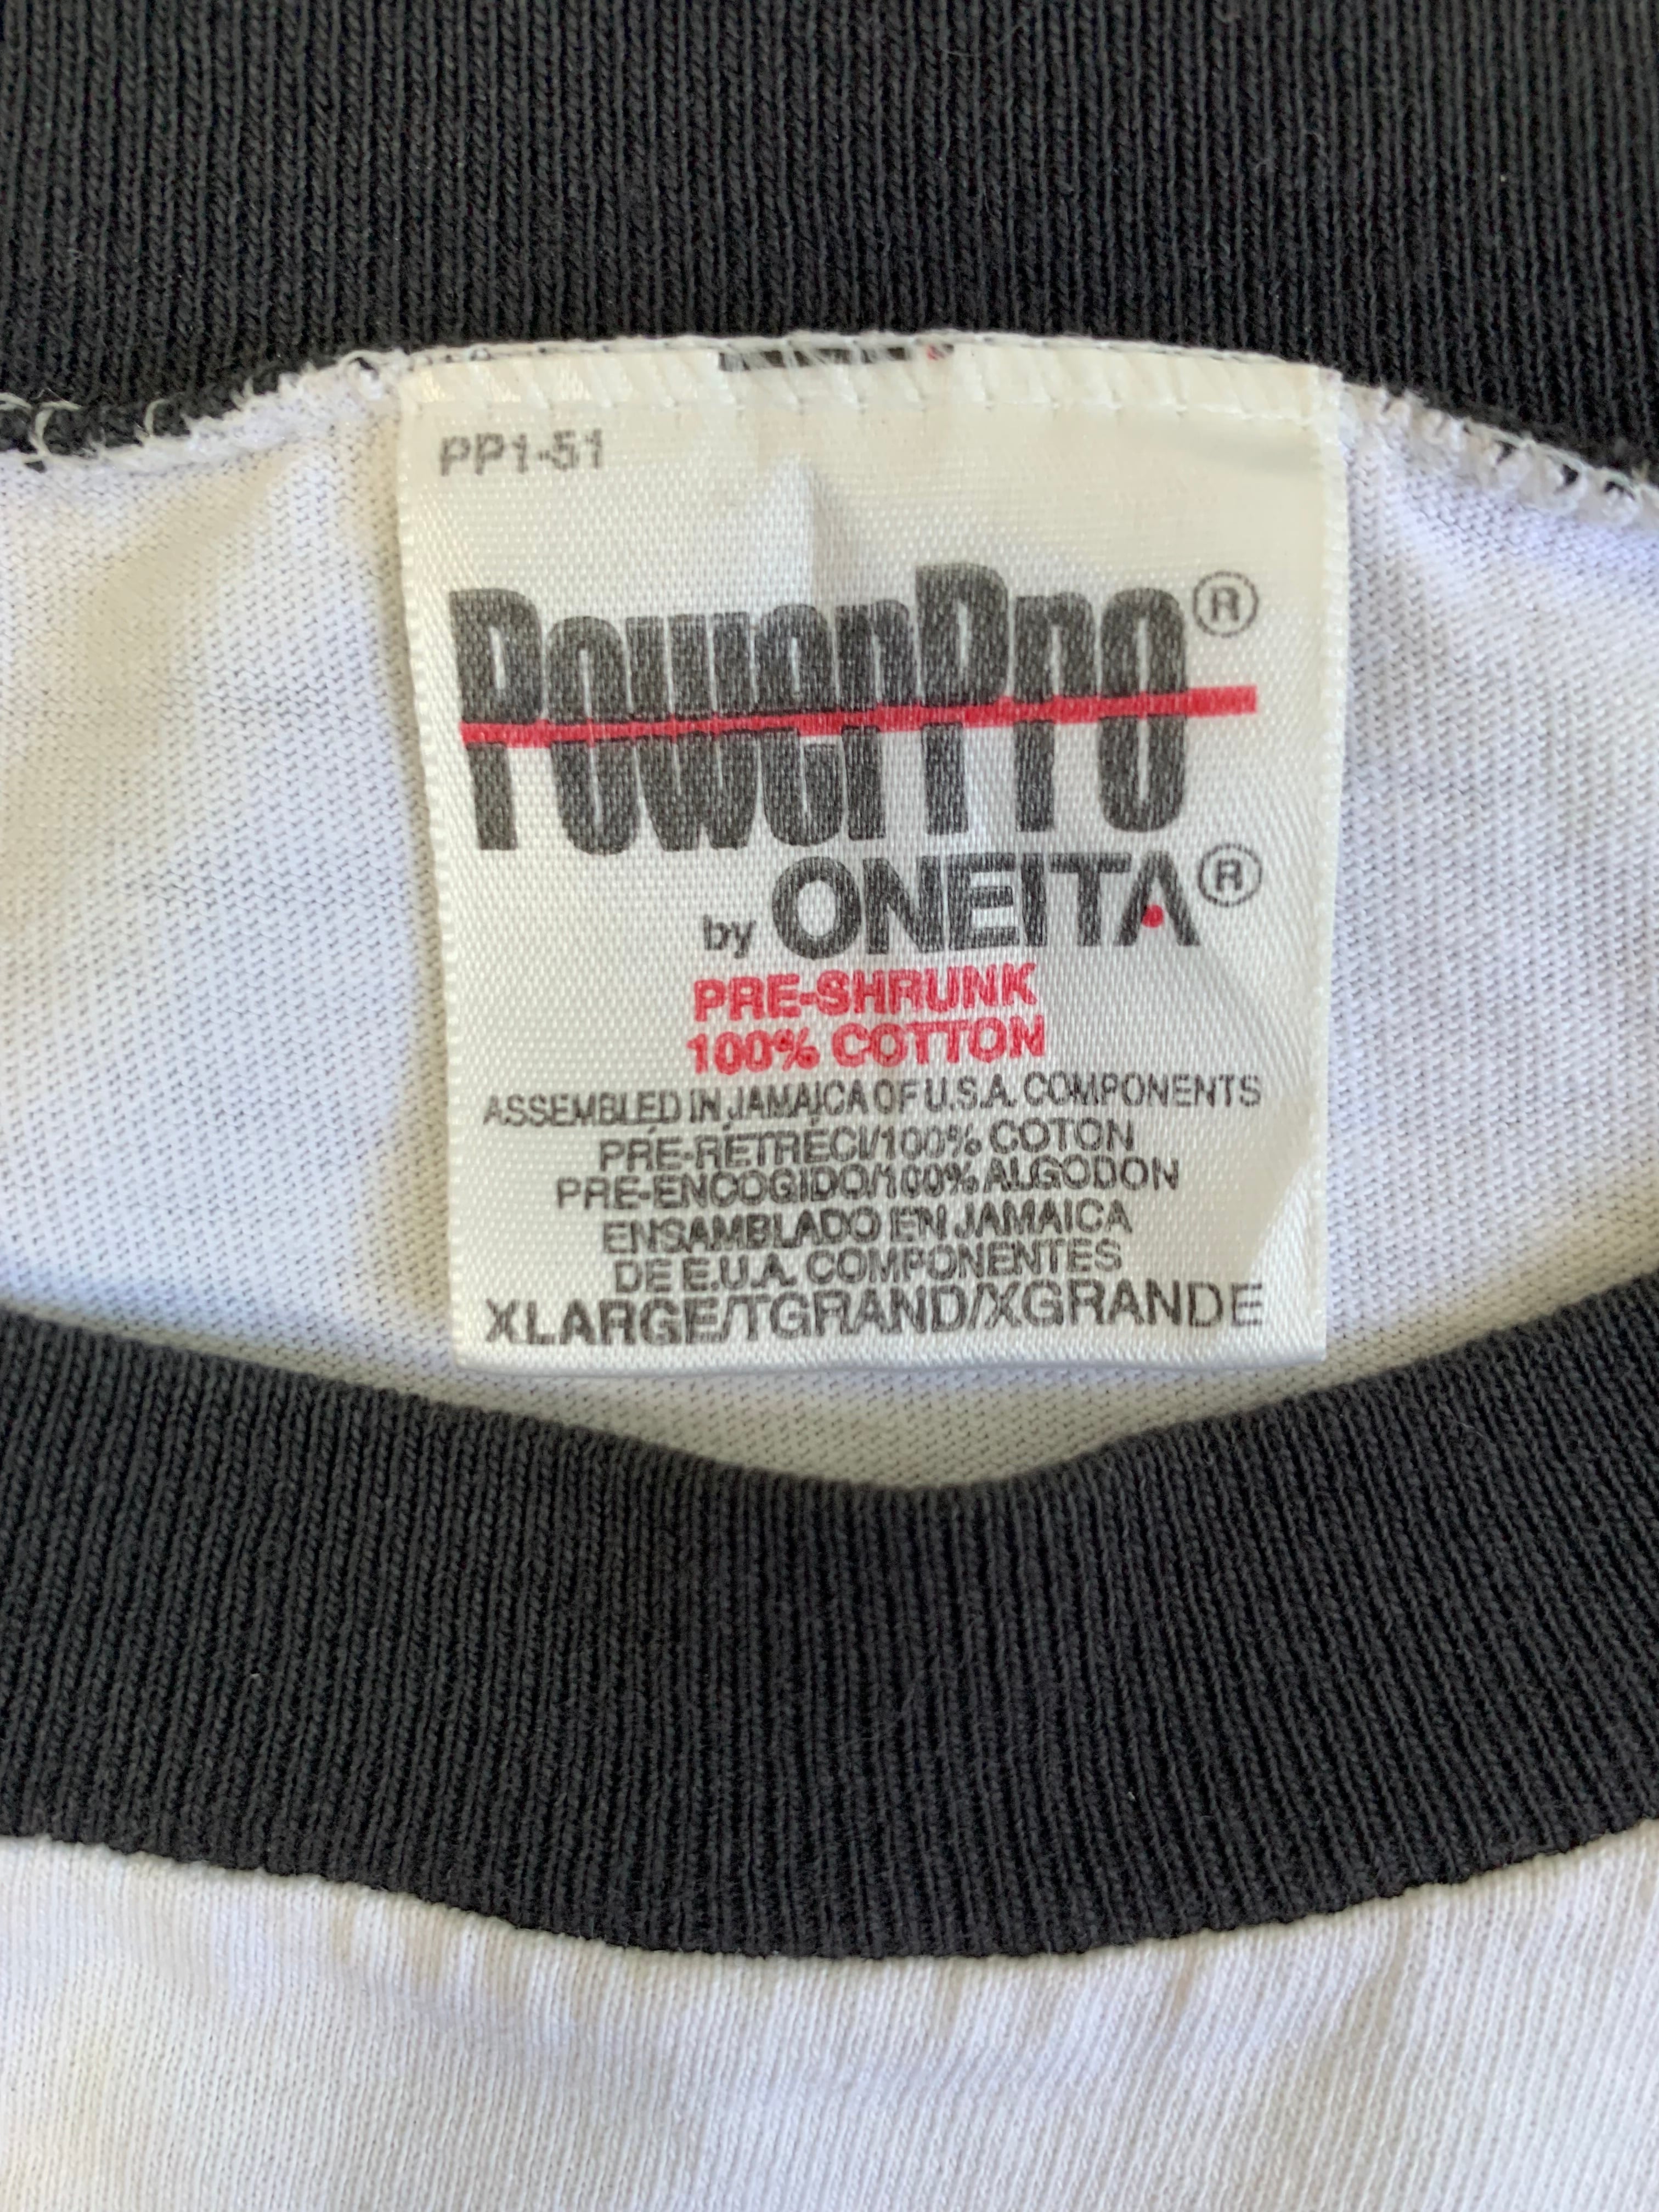 PP1-51
PowerPro®
by ONEITA®
PRE-SHRUNK
100% COTTON
ASSEMBLED IN JAMAICA OF U.S.A. COMPONENTS
PRÉ-RÉTRÉCI/100% COTON
PRE-ENCOGIDO/100% ALGODON
ENSAMBLADO EN JAMAICA
DE E.U.A. COMPONENTES
XLARGE/TGRAND/XGRANDE